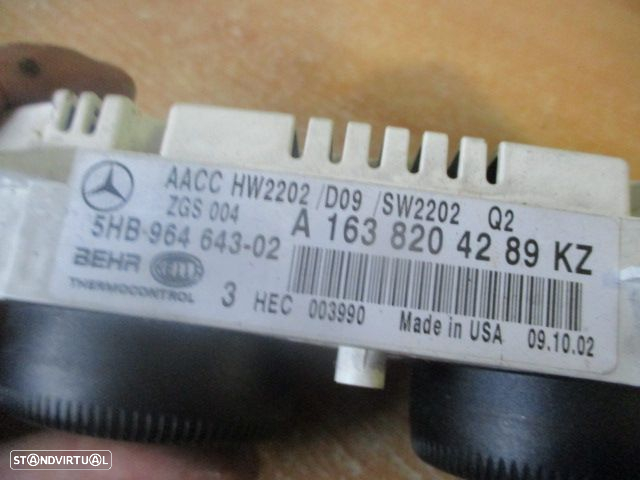 AACC HW2202 /D09 /SW2202 Q2
ZGS 004
A 163 820 42 89 KZ
5HB-964 643-02
BEHR HELLA
THERMOCONTROL
3 HEC 003990 Made in USA 09.10.02
STANDVIRTUAL